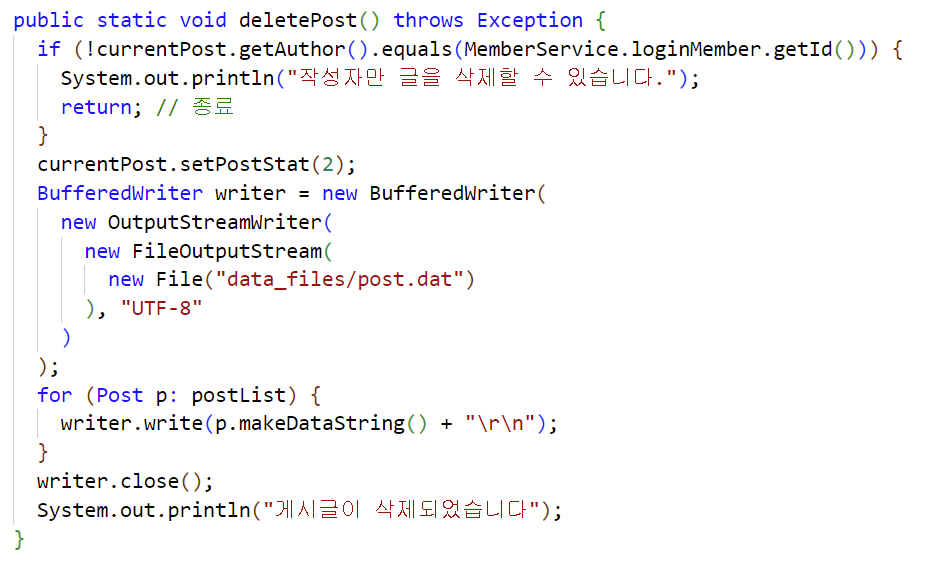 public static void deletePost() throws Exception {
  if (!currentPost.getAuthor().equals(MemberService.loginMember.getId())) {
    System.out.println("작성자만 글을 삭제할 수 있습니다.");
    return; // 종료
  }
  currentPost.setPostStat(2);
  BufferedWriter writer = new BufferedWriter(
    new OutputStreamWriter(
      new FileOutputStream(
        new File("data_files/post.dat")
      ), "UTF-8"
    )
  );
  for (Post p: postList) {
    writer.write(p.makeDataString() + "\r\n");
  }
  writer.close();
  System.out.println("게시글이 삭제되었습니다");
}